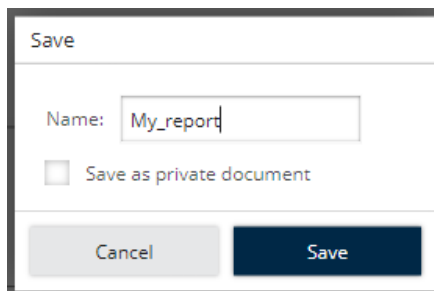 Save
Name: My_report
Save as private document
Cancel Save